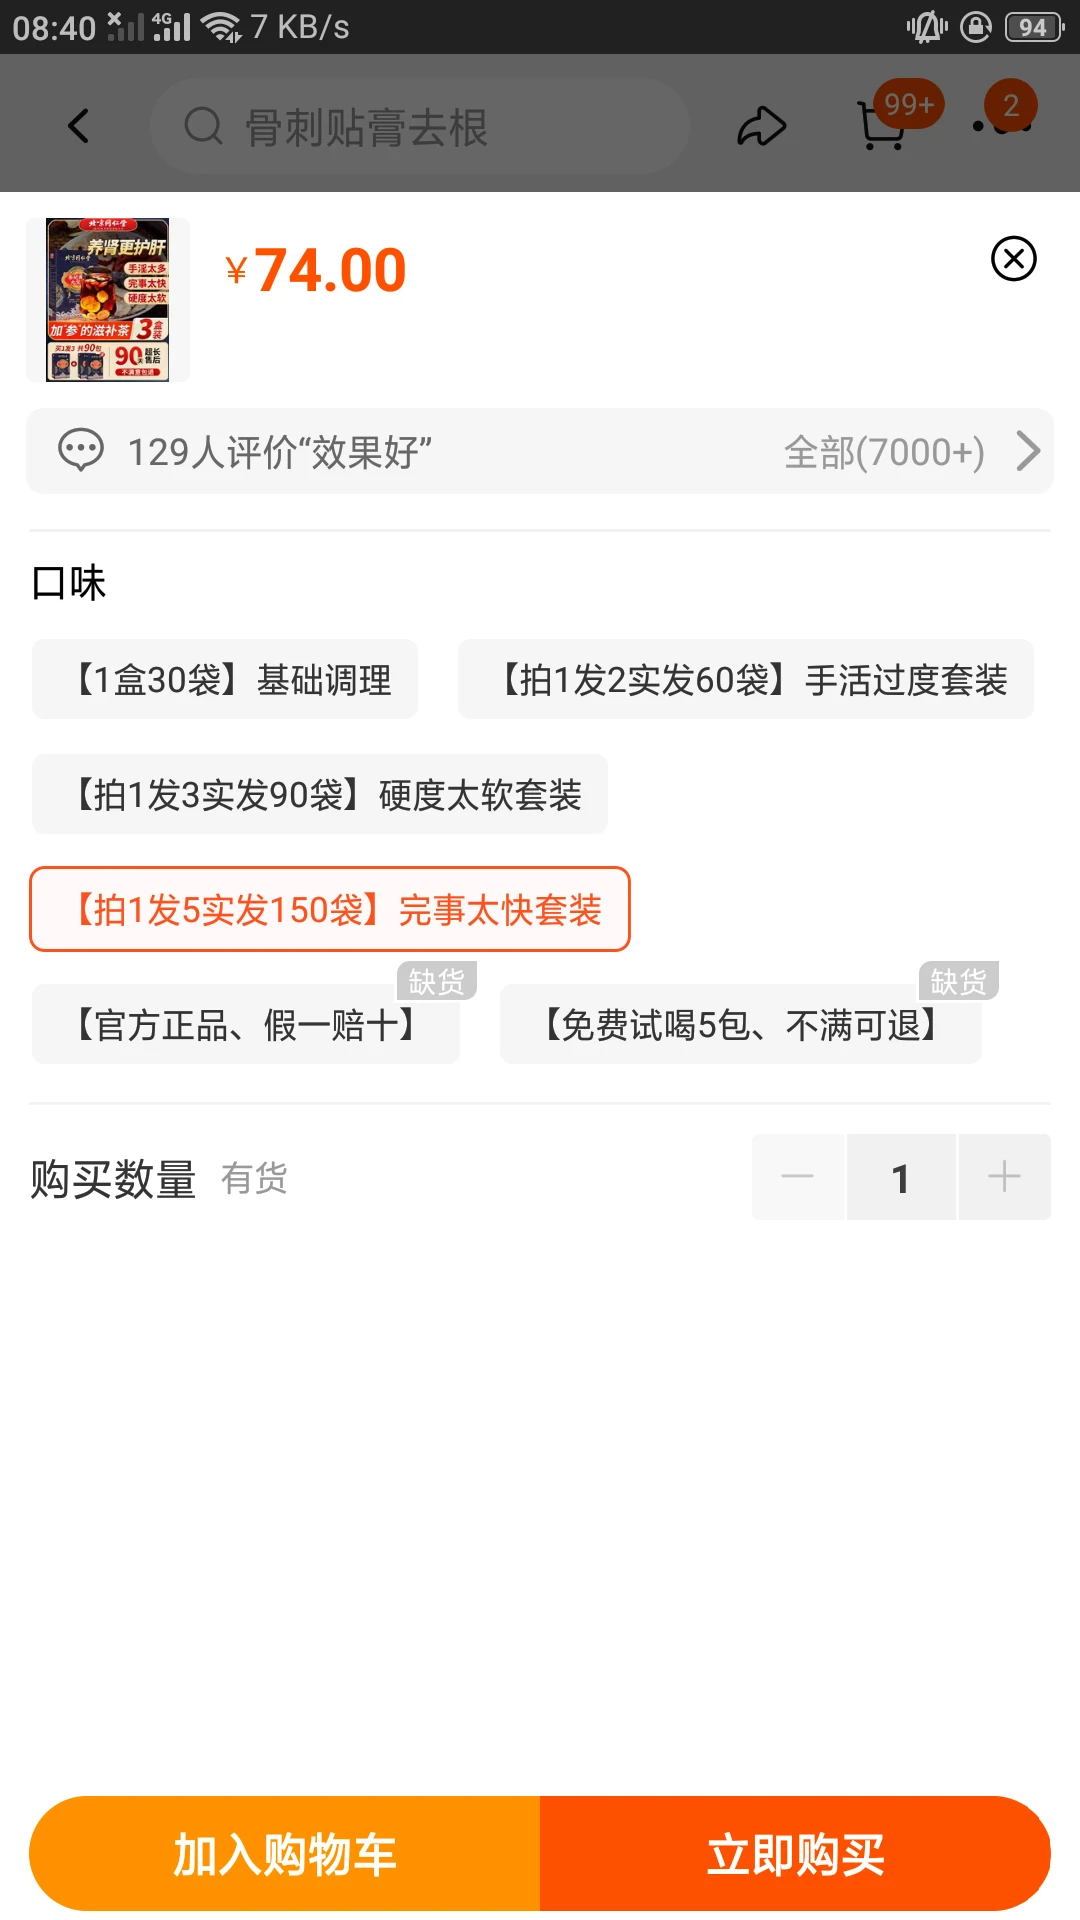 08:40 4G 7 KB/s 94
骨刺贴膏去根
99+
2
北京同仁堂
养肾更护肝
手淫太多
完事太快
硬度太软
加“参”的滋补茶 3盒装
90天 超长售后
不满意包退
¥74.00
129人评价“效果好” 全部(7000+)
口味
【1盒30袋】基础调理
【拍1发2实发60袋】手活过度套装
【拍1发3实发90袋】硬度太软套装
【拍1发5实发150袋】完事太快套装
缺货
缺货
【官方正品、假一赔十】
【免费试喝5包、不满可退】
购买数量 有货 1
加入购物车 立即购买